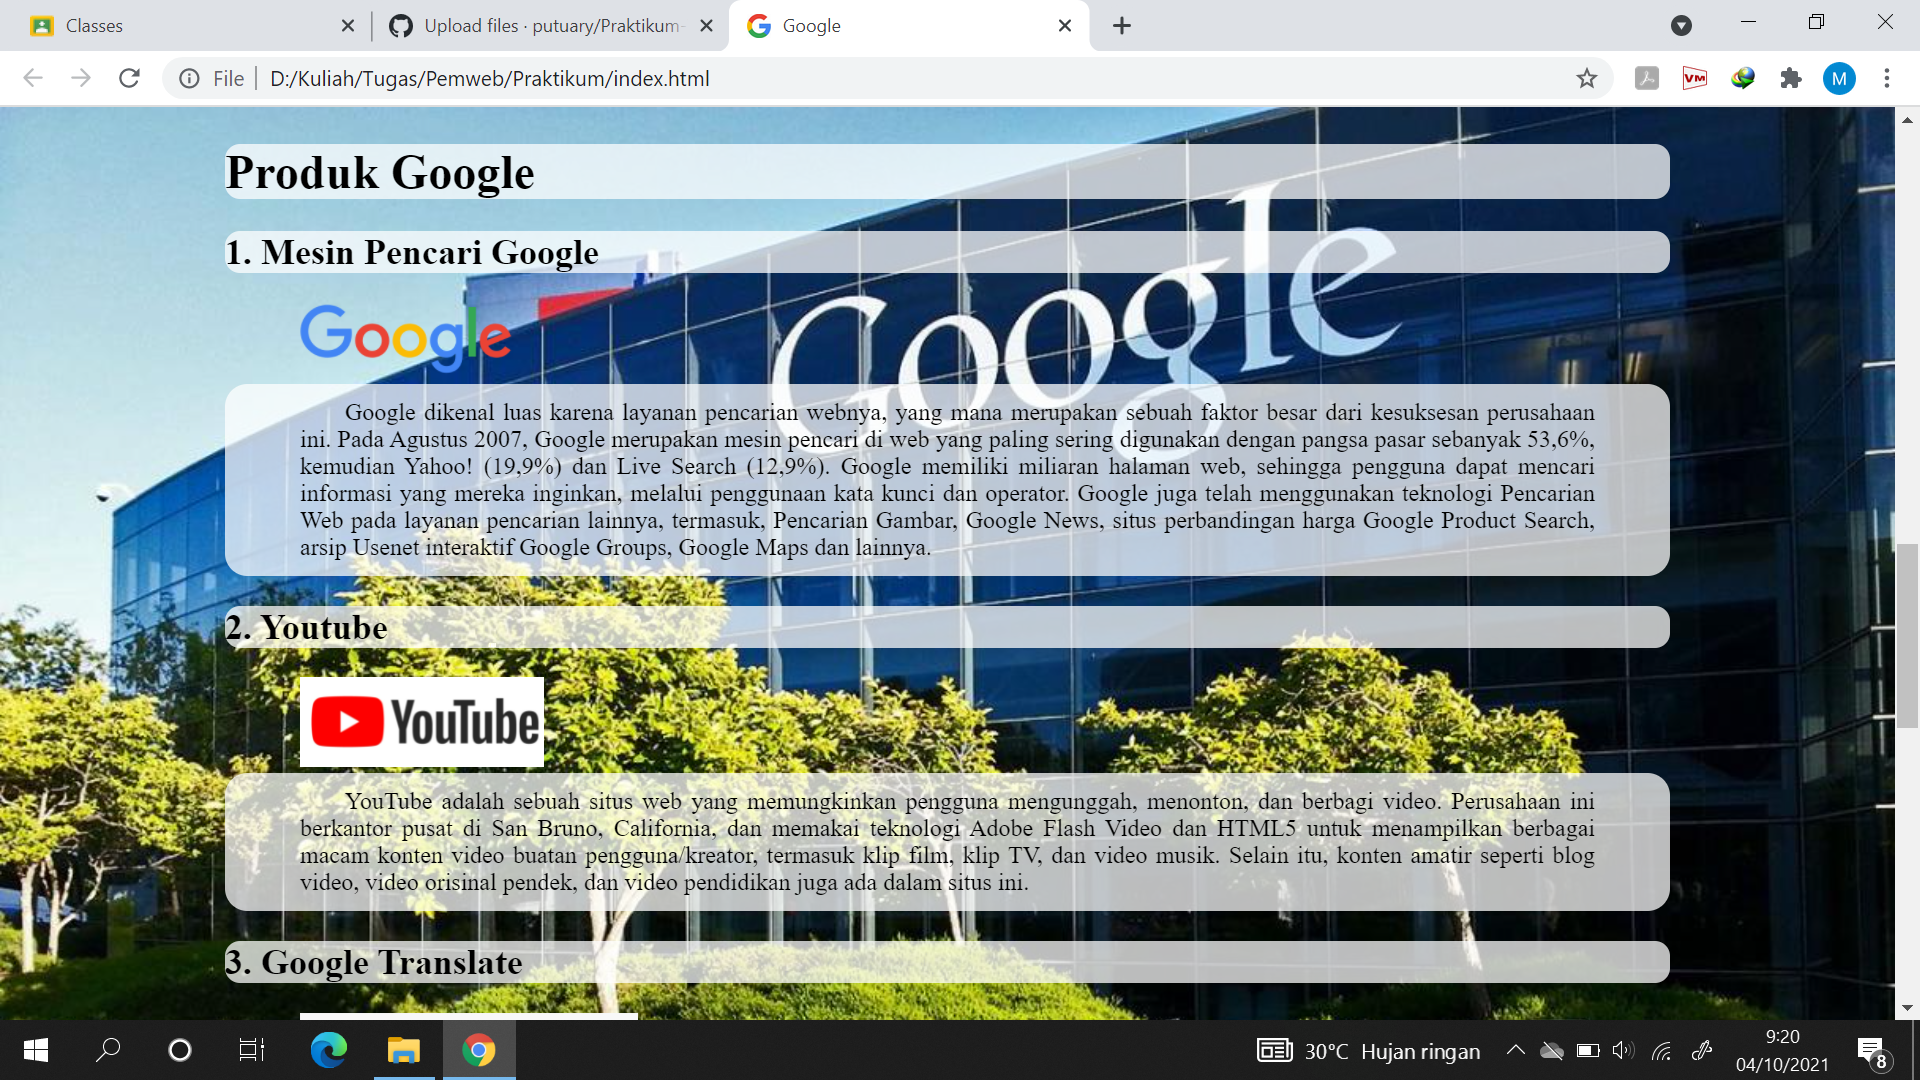 Classes
Upload files · putuary/Praktikum-
Google
File
D:/Kuliah/Tugas/Pemweb/Praktikum/index.html
VM
M
Produk Google
1. Mesin Pencari Google
Google
Google
Google dikenal luas karena layanan pencarian webnya, yang mana merupakan sebuah faktor besar dari kesuksesan perusahaan
ini. Pada Agustus 2007, Google merupakan mesin pencari di web yang paling sering digunakan dengan pangsa pasar sebanyak 53,6%,
kemudian Yahoo! (19,9%) dan Live Search (12,9%). Google memiliki miliaran halaman web, sehingga pengguna dapat mencari
informasi yang mereka inginkan, melalui penggunaan kata kunci dan operator. Google juga telah menggunakan teknologi Pencarian
Web pada layanan pencarian lainnya, termasuk, Pencarian Gambar, Google News, situs perbandingan harga Google Product Search,
arsip Usenet interaktif Google Groups, Google Maps dan lainnya.
2. Youtube
YouTube
YouTube adalah sebuah situs web yang memungkinkan pengguna mengunggah, menonton, dan berbagi video. Perusahaan ini
berkantor pusat di San Bruno, California, dan memakai teknologi Adobe Flash Video dan HTML5 untuk menampilkan berbagai
macam konten video buatan pengguna/kreator, termasuk klip film, klip TV, dan video musik. Selain itu, konten amatir seperti blog
video, video orisinal pendek, dan video pendidikan juga ada dalam situs ini.
3. Google Translate
30°C Hujan ringan
9:20
04/10/2021
8